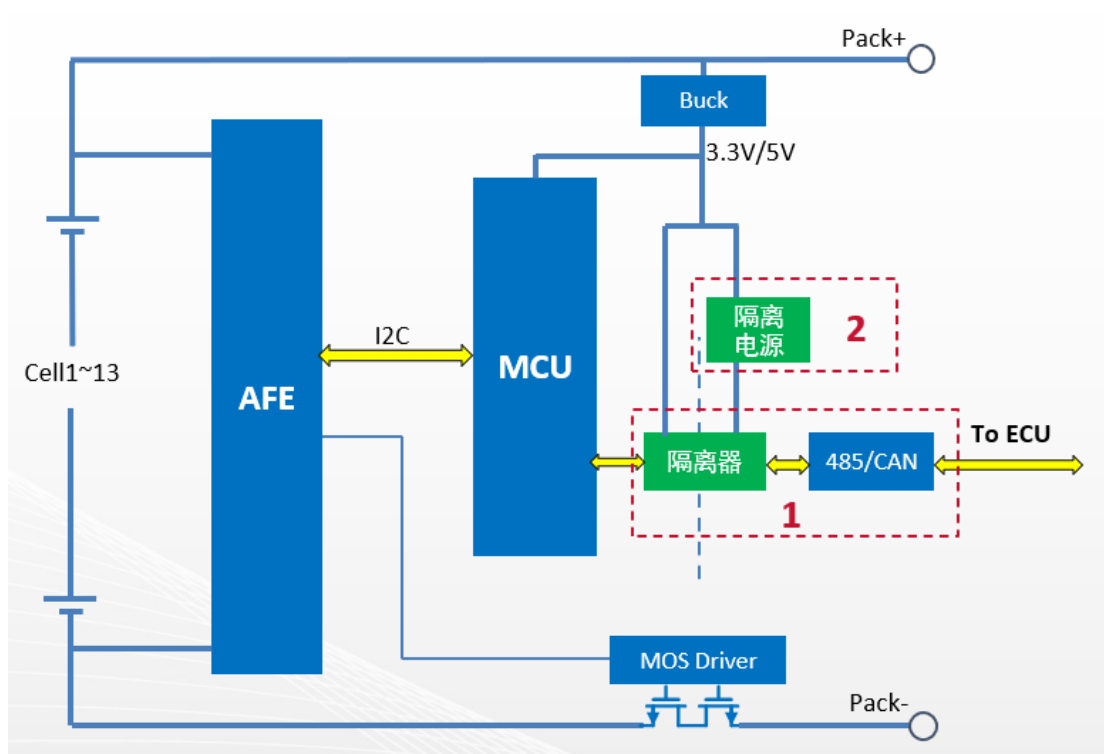 Pack+
Buck
3.3V/5V
隔离
电源
2
I2C
MCU
Cell1~13
AFE
To ECU
隔离器
485/CAN
1
MOS Driver
Pack-